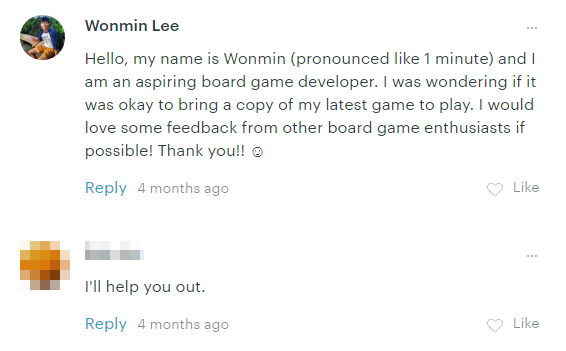 Wonmin Lee
Hello, my name is Wonmin (pronounced like 1 minute) and I
am an aspiring board game developer. I was wondering if it
was okay to bring a copy of my latest game to play. I would
love some feedback from other board game enthusiasts if
possible! Thank you!! ☺
Reply 4 months ago Like
I'll help you out.
Reply 4 months ago Like